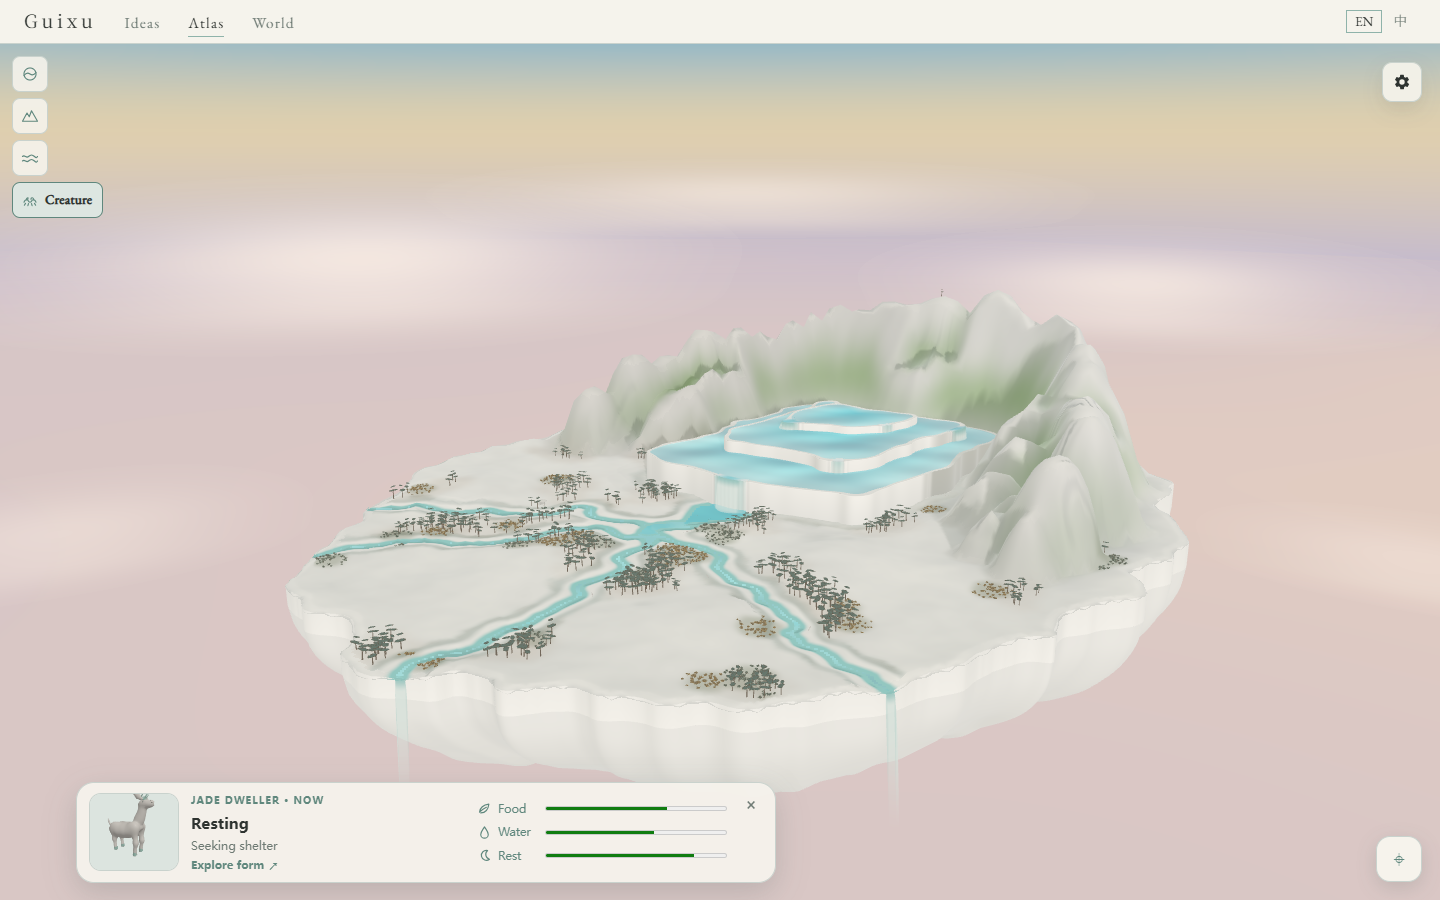 Guixu Ideas Atlas World EN 中
Creature
JADE DWELLER • NOW
Resting
Seeking shelter
Explore form ↗
Food
Water
Rest
×